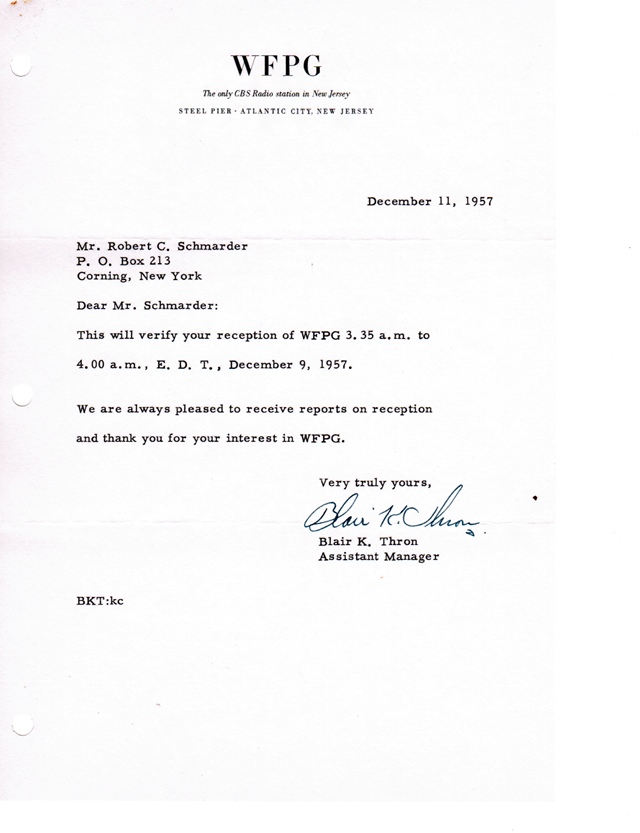 WFPG
The only CBS Radio station in New Jersey
STEEL PIER · ATLANTIC CITY, NEW JERSEY
December 11, 1957
Mr. Robert C. Schmarder
P. O. Box 213
Corning, New York
Dear Mr. Schmarder:
This will verify your reception of WFPG 3.35 a.m. to
4.00 a.m., E. D. T., December 9, 1957.
We are always pleased to receive reports on reception
and thank you for your interest in WFPG.
Very truly yours,
Blair K. Thron
Blair K. Thron
Assistant Manager
BKT:kc